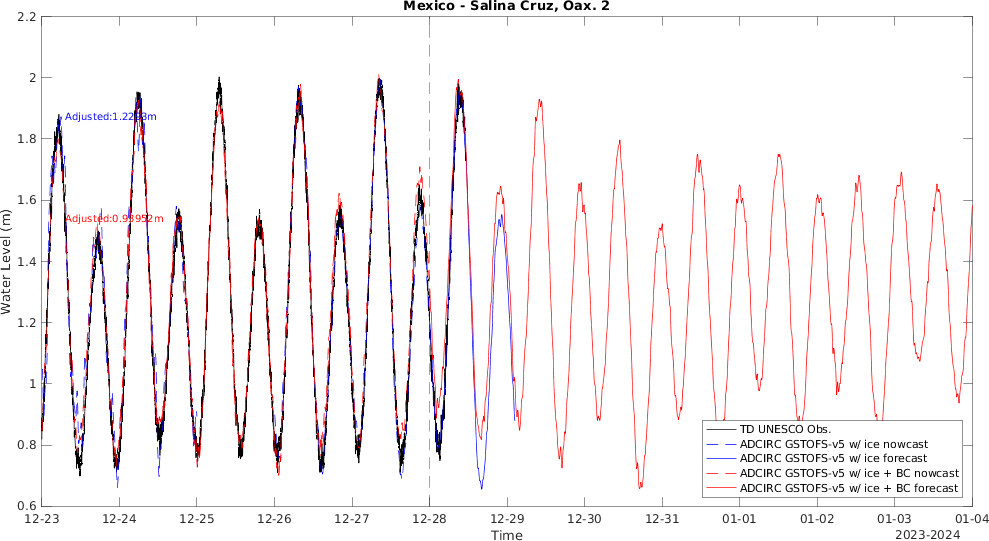 Mexico - Salina Cruz, Oax. 2
2.2
2
1.8
1.6
1.4
1.2
1
0.8
0.6
Water Level (m)
Adjusted:1.2293m
Adjusted:0.93952m
TD UNESCO Obs.
ADCIRC GSTOFS-v5 w/ ice nowcast
ADCIRC GSTOFS-v5 w/ ice forecast
ADCIRC GSTOFS-v5 w/ ice + BC nowcast
ADCIRC GSTOFS-v5 w/ ice + BC forecast
12-23 12-24 12-25 12-26 12-27 12-28 12-29 12-30 12-31 01-01 01-02 01-03 01-04
Time
2023-2024